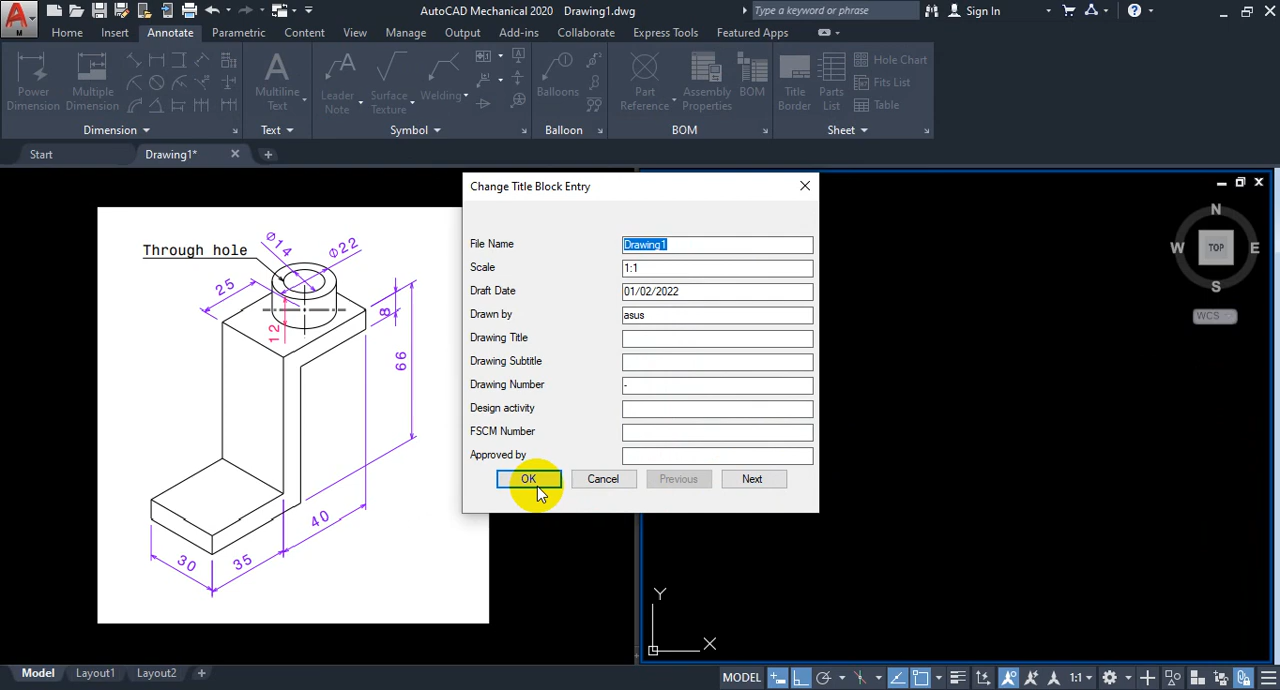 AutoCAD Mechanical 2020 Drawing1.dwg
Type a keyword or phrase
Sign In
Home Insert Annotate Parametric Content View Manage Output Add-ins Collaborate Express Tools Featured Apps
Power Dimension
Multiple Dimension
Multiline Text
Leader Note
Surface Texture
Welding
Balloons
Part Reference
Assembly Properties
BOM
Title Border
Parts List
Hole Chart
Fits List
Table
Dimension Text Symbol Balloon BOM Sheet
Start Drawing1*
Change Title Block Entry
File Name Drawing1
Scale 1:1
Draft Date 01/02/2022
Drawn by asus
Drawing Title
Drawing Subtitle
Drawing Number -
Design activity
FSCM Number
Approved by
OK Cancel Previous Next
Through hole
Ø14
Ø22
25
12
8
66
40
35
30
N
W TOP E
S
WCS
Y
X
Model Layout1 Layout2
MODEL
1:1